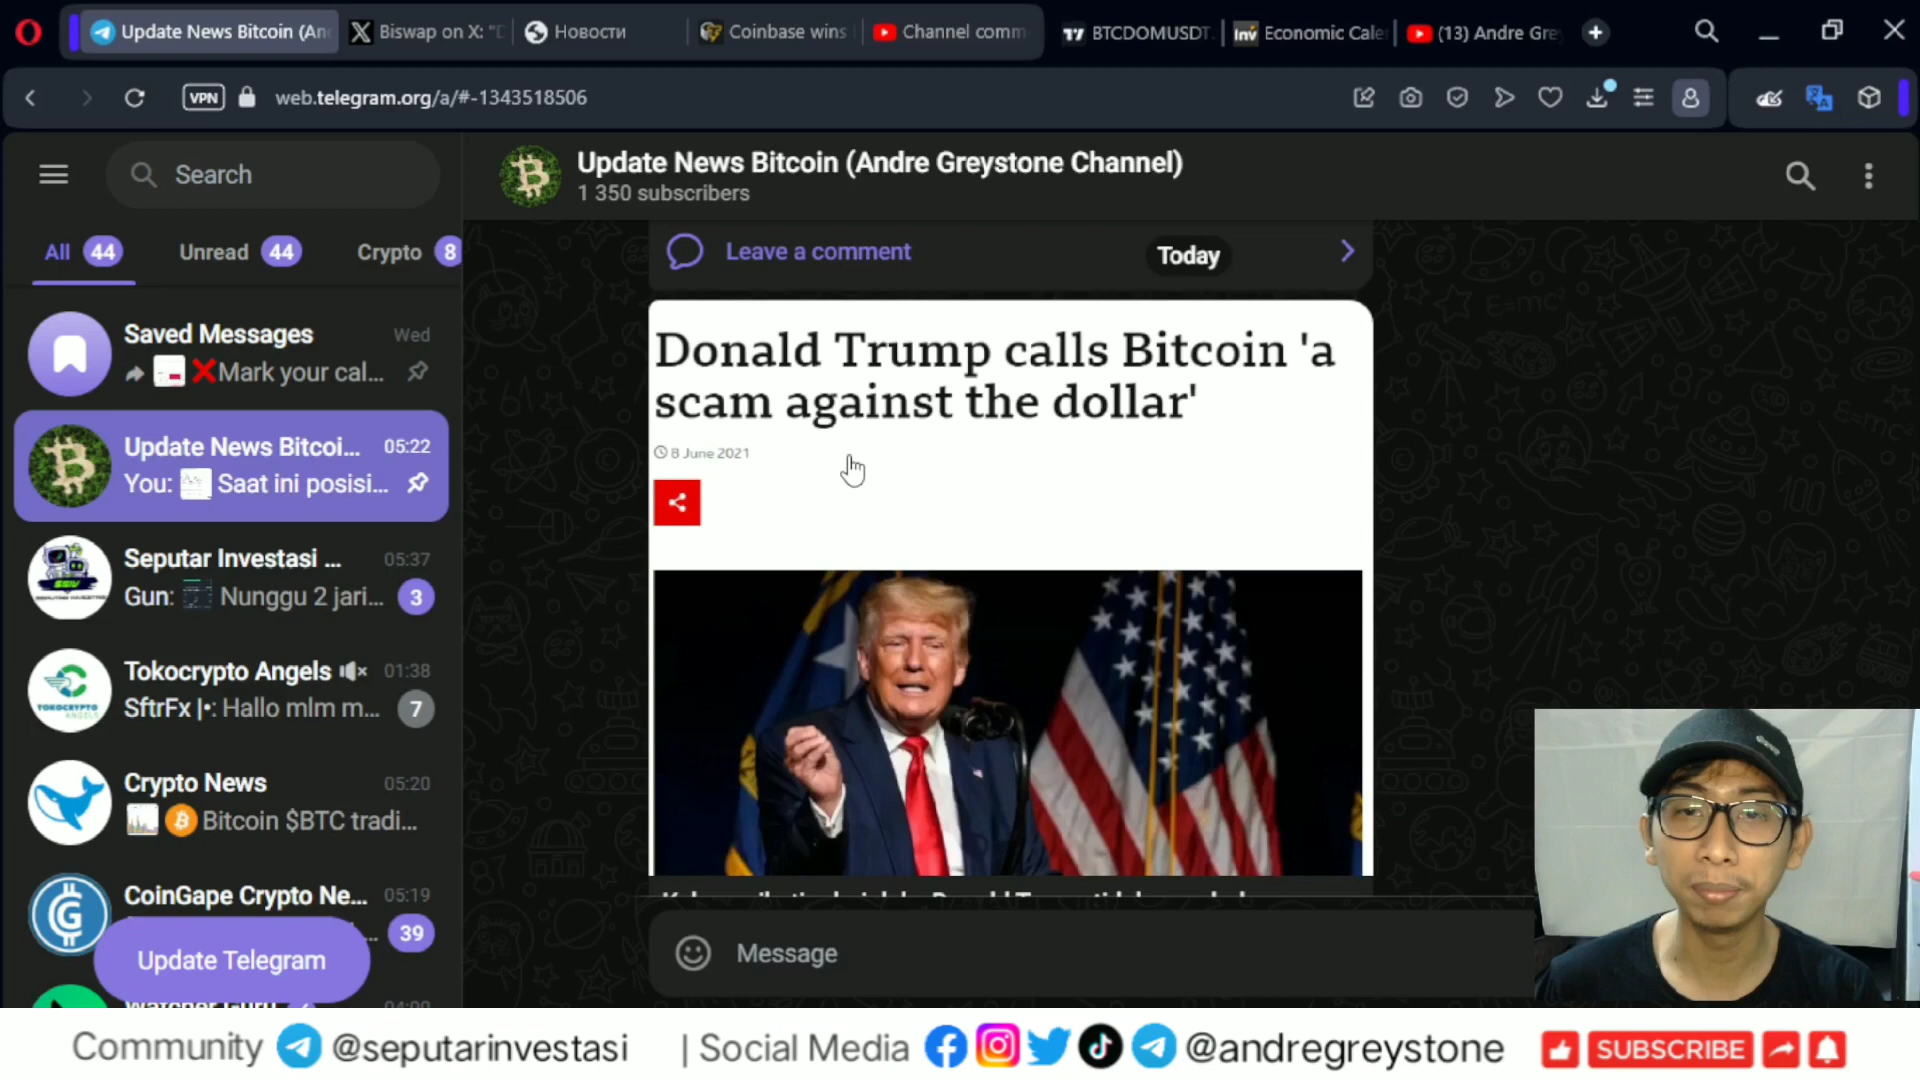 Update News Bitcoin (An
Biswap on X: "D
Новости
Coinbase wins
Channel comm
BTCDOMUSDT
Economic Cale
(13) Andre Gre
VPN
web.telegram.org/a/#-1343518506
Search
Update News Bitcoin (Andre Greystone Channel)
1 350 subscribers
All 44
Unread 44
Crypto 8
Leave a comment
Today
Saved Messages
Wed
Mark your cal...
Update News Bitcoi...
05:22
You: Saat ini posisi...
Seputar Investasi ...
05:37
Gun: Nunggu 2 jari...
3
Tokocrypto Angels
01:38
SftrFx |•: Hallo mlm m...
7
TOKOCRYPTO
ANGELS
Crypto News
05:20
Bitcoin $BTC tradi...
CoinGape Crypto Ne...
05:19
39
Update Telegram
Donald Trump calls Bitcoin 'a
scam against the dollar'
8 June 2021
Message
Community @seputarinvestasi | Social Media @andregreystone SUBSCRIBE